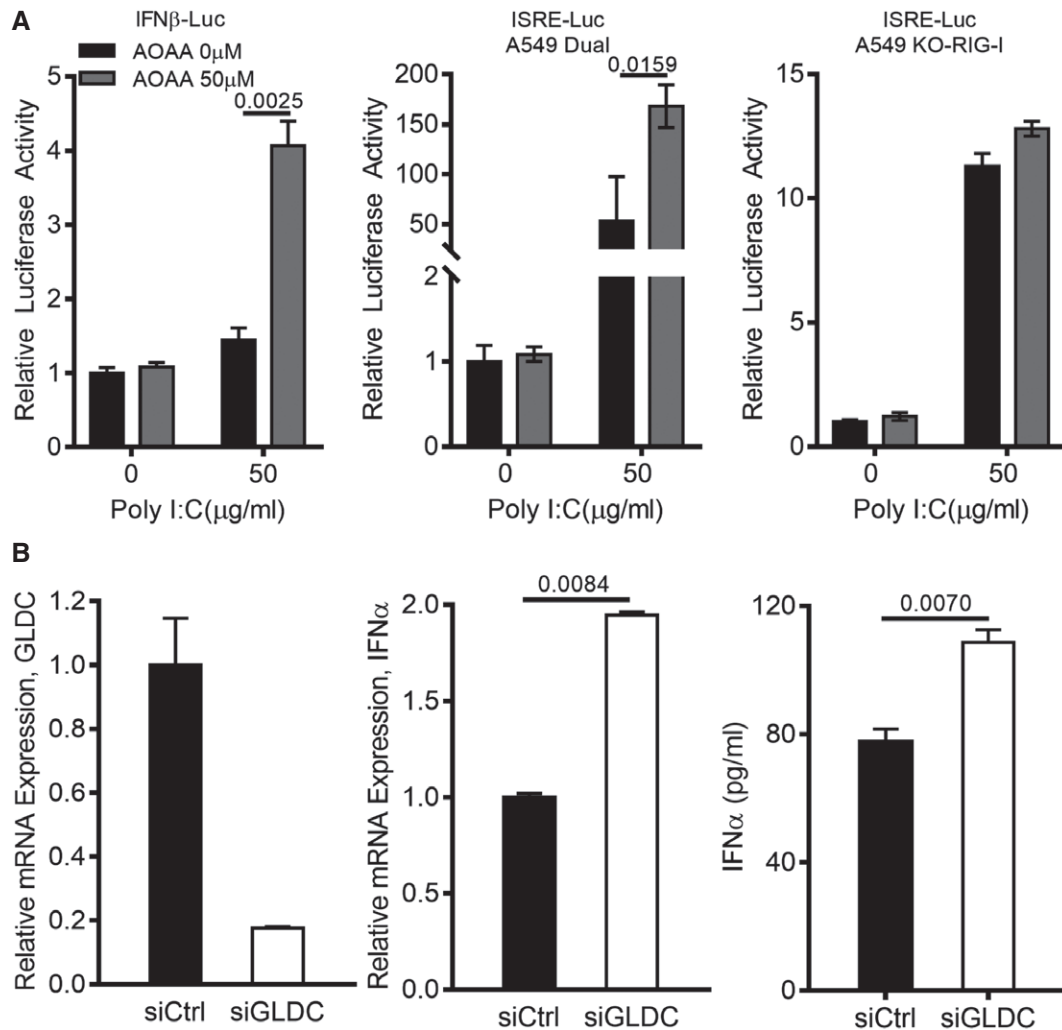 A
IFNβ-Luc
AOAA 0μM
AOAA 50μM
0.0025
5
4
3
2
1
0
Relative Luciferase Activity
0 50
Poly I:C(μg/ml)
ISRE-Luc
A549 Dual
0.0159
200
150
100
50
2
1
0
Relative Luciferase Activity
0 50
Poly I:C(μg/ml)
ISRE-Luc
A549 KO-RIG-I
15
10
5
0
Relative Luciferase Activity
0 50
Poly I:C(μg/ml)
B
1.2
1.0
0.8
0.6
0.4
0.2
0.0
Relative mRNA Expression, GLDC
siCtrl siGLDC
0.0084
2.0
1.5
1.0
0.5
0.0
Relative mRNA Expression, IFNα
siCtrl siGLDC
0.0070
120
80
40
0
IFNα (pg/ml)
siCtrl siGLDC